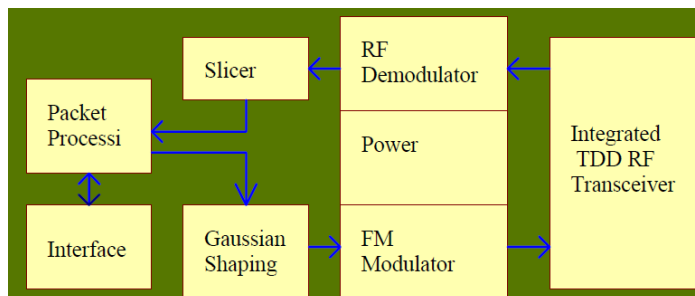 Slicer
RF
Demodulator
Packet
Processi
Power
Integrated
TDD RF
Transceiver
Interface
Gaussian
Shaping
FM
Modulator